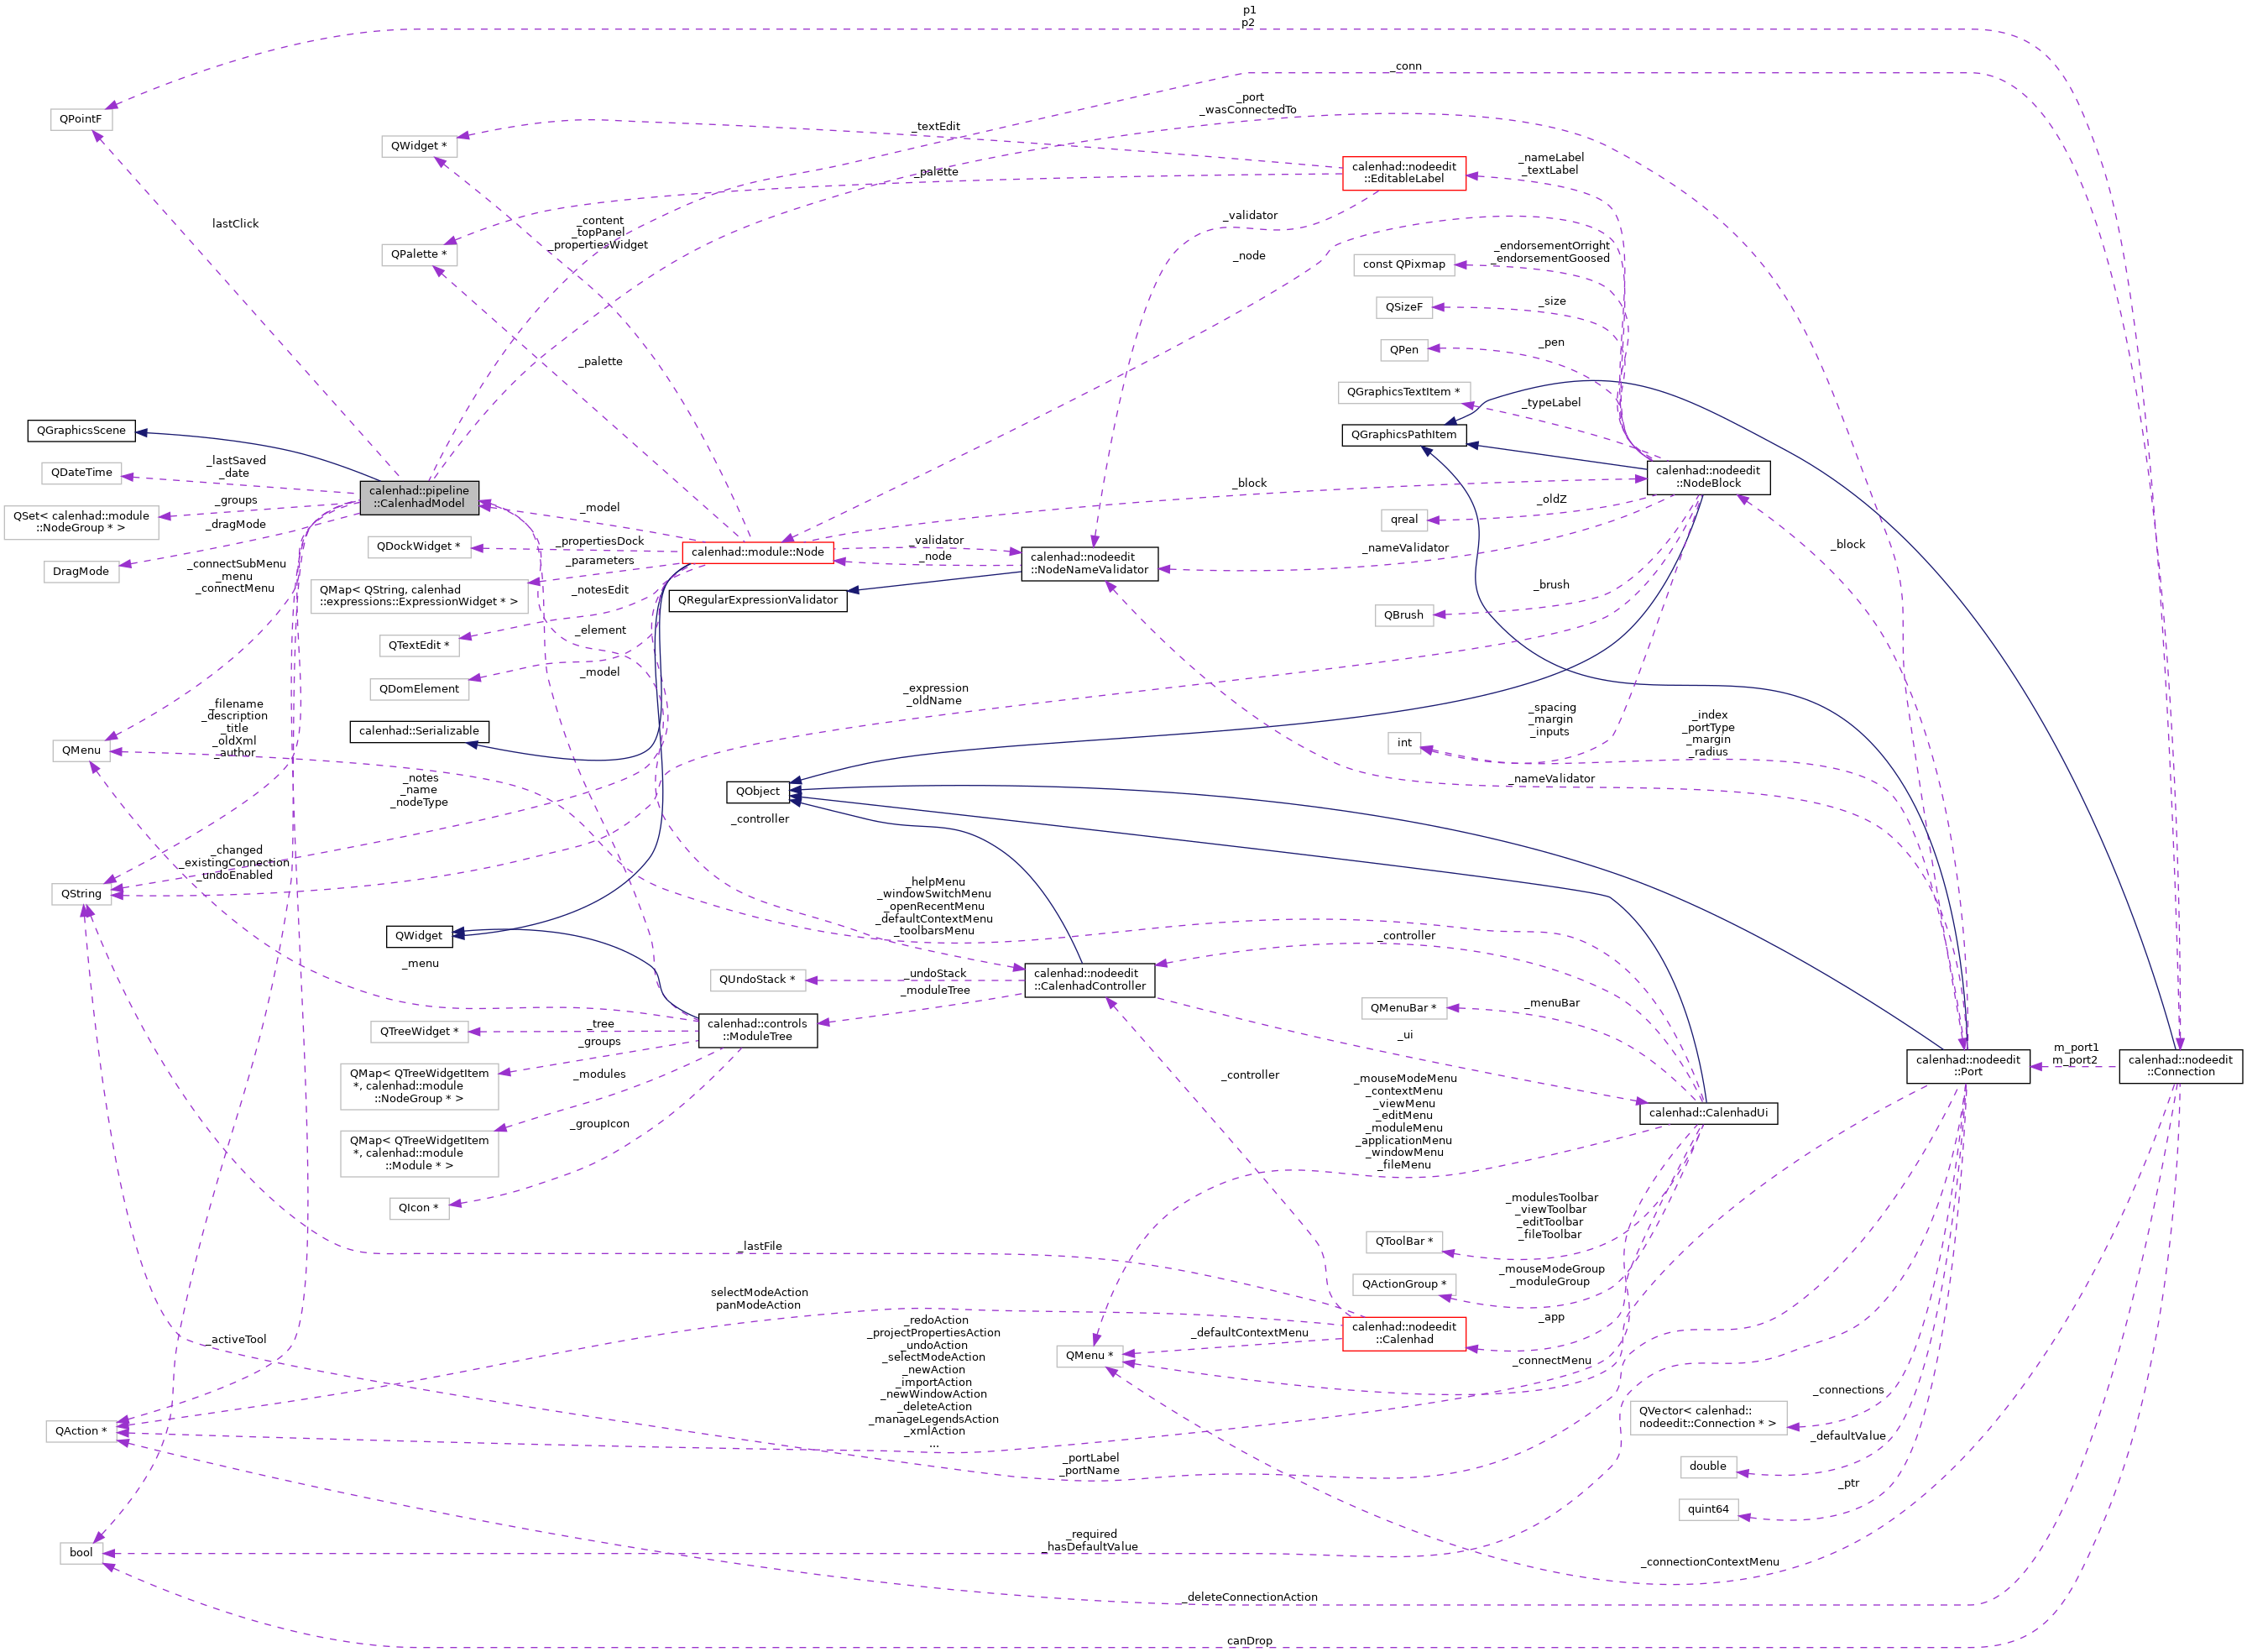 p1
p2
_conn
_port
_wasConnectedTo
QPointF
_textEdit
QWidget *
_nameLabel
_textLabel
calenhad::nodeedit
::EditableLabel
_palette
lastClick
_content
_topPanel
_propertiesWidget
_validator
QPalette *
_node
_endorsementOrright
_endorsementGoosed
const QPixmap
_size
QSizeF
_pen
QPen
_palette
QGraphicsTextItem *
_typeLabel
QGraphicsScene
QGraphicsPathItem
_lastSaved
_date
QDateTime
calenhad::nodeedit
::NodeBlock
_block
calenhad::pipeline
::CalenhadModel
_groups
_oldZ
_model
QSet< calenhad::module
::NodeGroup * >
_dragMode
qreal
QDockWidget *
_propertiesDock
calenhad::module::Node
_validator
_node
_nameValidator
_block
calenhad::nodeedit
::NodeNameValidator
DragMode
_connectSubMenu
_menu
_connectMenu
_parameters
QMap< QString, calenhad
::expressions::ExpressionWidget * >
_notesEdit
QRegularExpressionValidator
_brush
QBrush
_element
QTextEdit *
_model
QDomElement
_expression
_oldName
_filename
_description
_title
_oldXml
_author
_spacing
_margin
_inputs
_index
_portType
_margin
_radius
calenhad::Serializable
QMenu
int
_notes
_name
_nodeType
_nameValidator
QObject
_controller
_changed
_existingConnection
_undoEnabled
QString
_helpMenu
_windowSwitchMenu
_openRecentMenu
_defaultContextMenu
_toolbarsMenu
QWidget
_controller
_menu
QUndoStack *
_undoStack
_moduleTree
calenhad::nodeedit
::CalenhadController
QMenuBar *
_menuBar
QTreeWidget *
_tree
_groups
calenhad::controls
::ModuleTree
_ui
m_port1
m_port2
calenhad::nodeedit
::Port
calenhad::nodeedit
::Connection
QMap< QTreeWidgetItem
*, calenhad::module
::NodeGroup * >
_modules
_controller
_mouseModeMenu
_contextMenu
_viewMenu
_editMenu
_moduleMenu
_applicationMenu
_windowMenu
_fileMenu
calenhad::CalenhadUi
_groupIcon
QMap< QTreeWidgetItem
*, calenhad::module
::Module * >
QIcon *
_modulesToolbar
_viewToolbar
_editToolbar
_fileToolbar
QToolBar *
_lastFile
_mouseModeGroup
_moduleGroup
QActionGroup *
selectModeAction
panModeAction
_app
calenhad::nodeedit
::Calenhad
_defaultContextMenu
_activeTool
_redoAction
_projectPropertiesAction
_undoAction
_selectModeAction
_newAction
_importAction
_newWindowAction
_deleteAction
_manageLegendsAction
_xmlAction
...
QMenu *
_connectMenu
_connections
QVector< calenhad::
nodeedit::Connection * >
QAction *
_defaultValue
double
_portLabel
_portName
_ptr
quint64
_required
_hasDefaultValue
bool
_connectionContextMenu
_deleteConnectionAction
canDrop